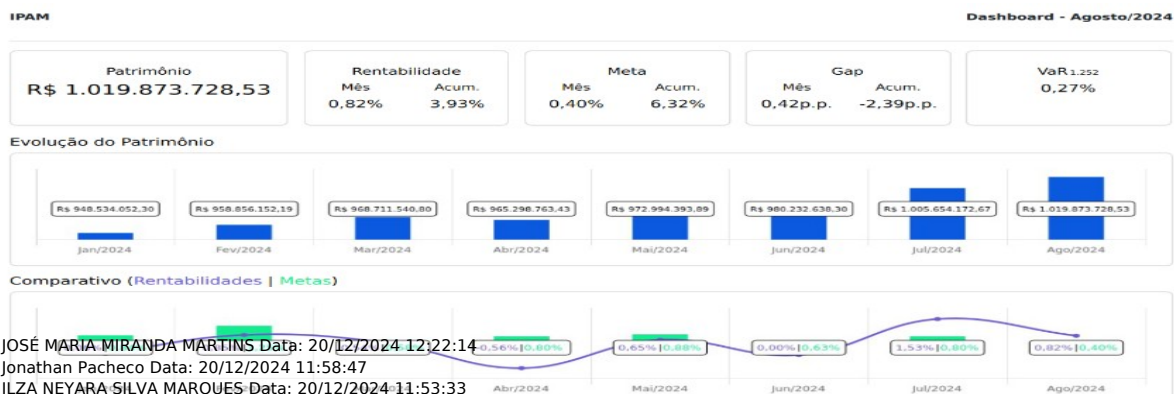 IPAM Dashboard - Agosto/2024
Patrimônio
R$ 1.019.873.728,53
Rentabilidade
Mês Acum.
0,82% 3,93%
Meta
Mês Acum.
0,40% 6,32%
Gap
Mês Acum.
0,42p.p. -2,39p.p.
VaR 1.252
0,27%
Evolução do Patrimônio
R$ 948.534.052,30 R$ 958.856.152,19 R$ 968.711.540,80 R$ 965.298.763,43 R$ 972.994.393,89 R$ 980.232.638,30 R$ 1.005.654.172,67 R$ 1.019.873.728,53
Jan/2024 Fev/2024 Mar/2024 Abr/2024 Mai/2024 Jun/2024 Jul/2024 Ago/2024
Comparativo (Rentabilidades | Metas)
-0,56%|0,80% 0,65%|0,88% 0,00%|0,63% 1,53%|0,80% 0,82%|0,40%
JOSÉ MARIA MIRANDA MARTINS Data: 20/12/2024 12:22:14
Jonathan Pacheco Data: 20/12/2024 11:58:47
ILZA NEYARA SILVA MARQUES Data: 20/12/2024 11:53:33
Abr/2024 Mai/2024 Jun/2024 Jul/2024 Ago/2024